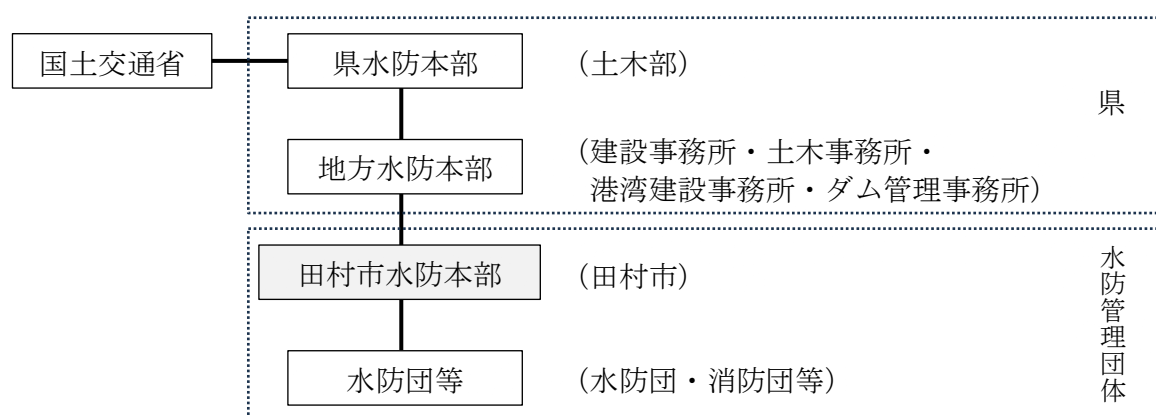 国土交通省
県水防本部
(土木部)
県
地方水防本部
(建設事務所・土木事務所・
港湾建設事務所・ダム管理事務所)
田村市水防本部
(田村市)
水防管理団体
水防団等
(水防団・消防団等)